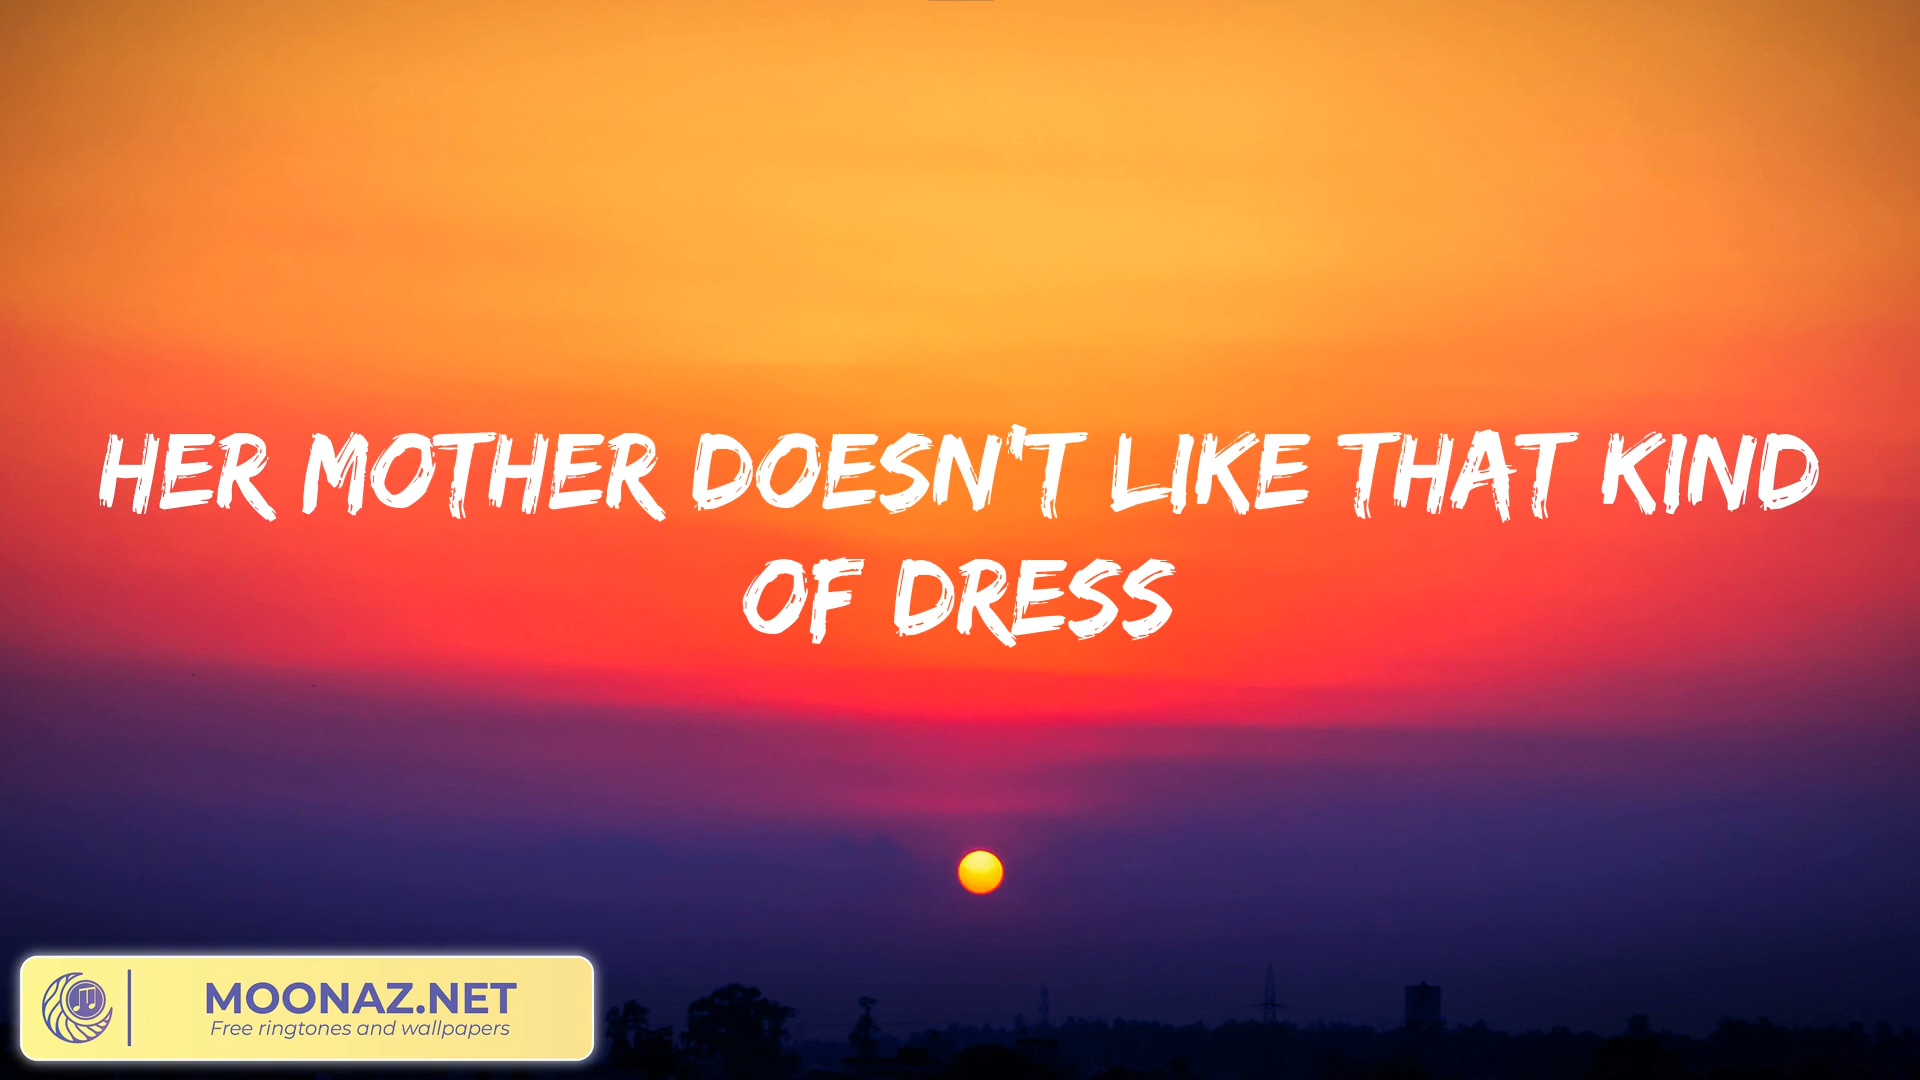 HER MOTHER DOESN'T LIKE THAT KIND
OF DRESS
MOONAZ.NET
Free ringtones and wallpapers